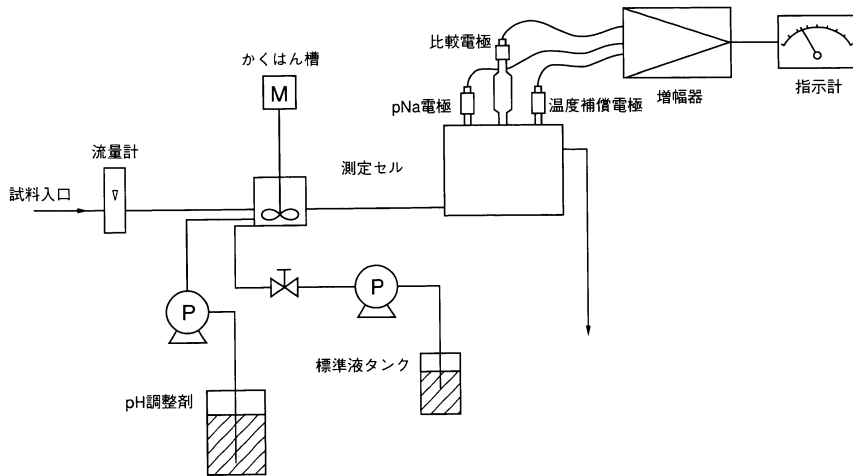 比較電極
かくはん槽
M
pNa電極
温度補償電極
増幅器
指示計
流量計
測定セル
試料入口
P
P
標準液タンク
pH調整剤